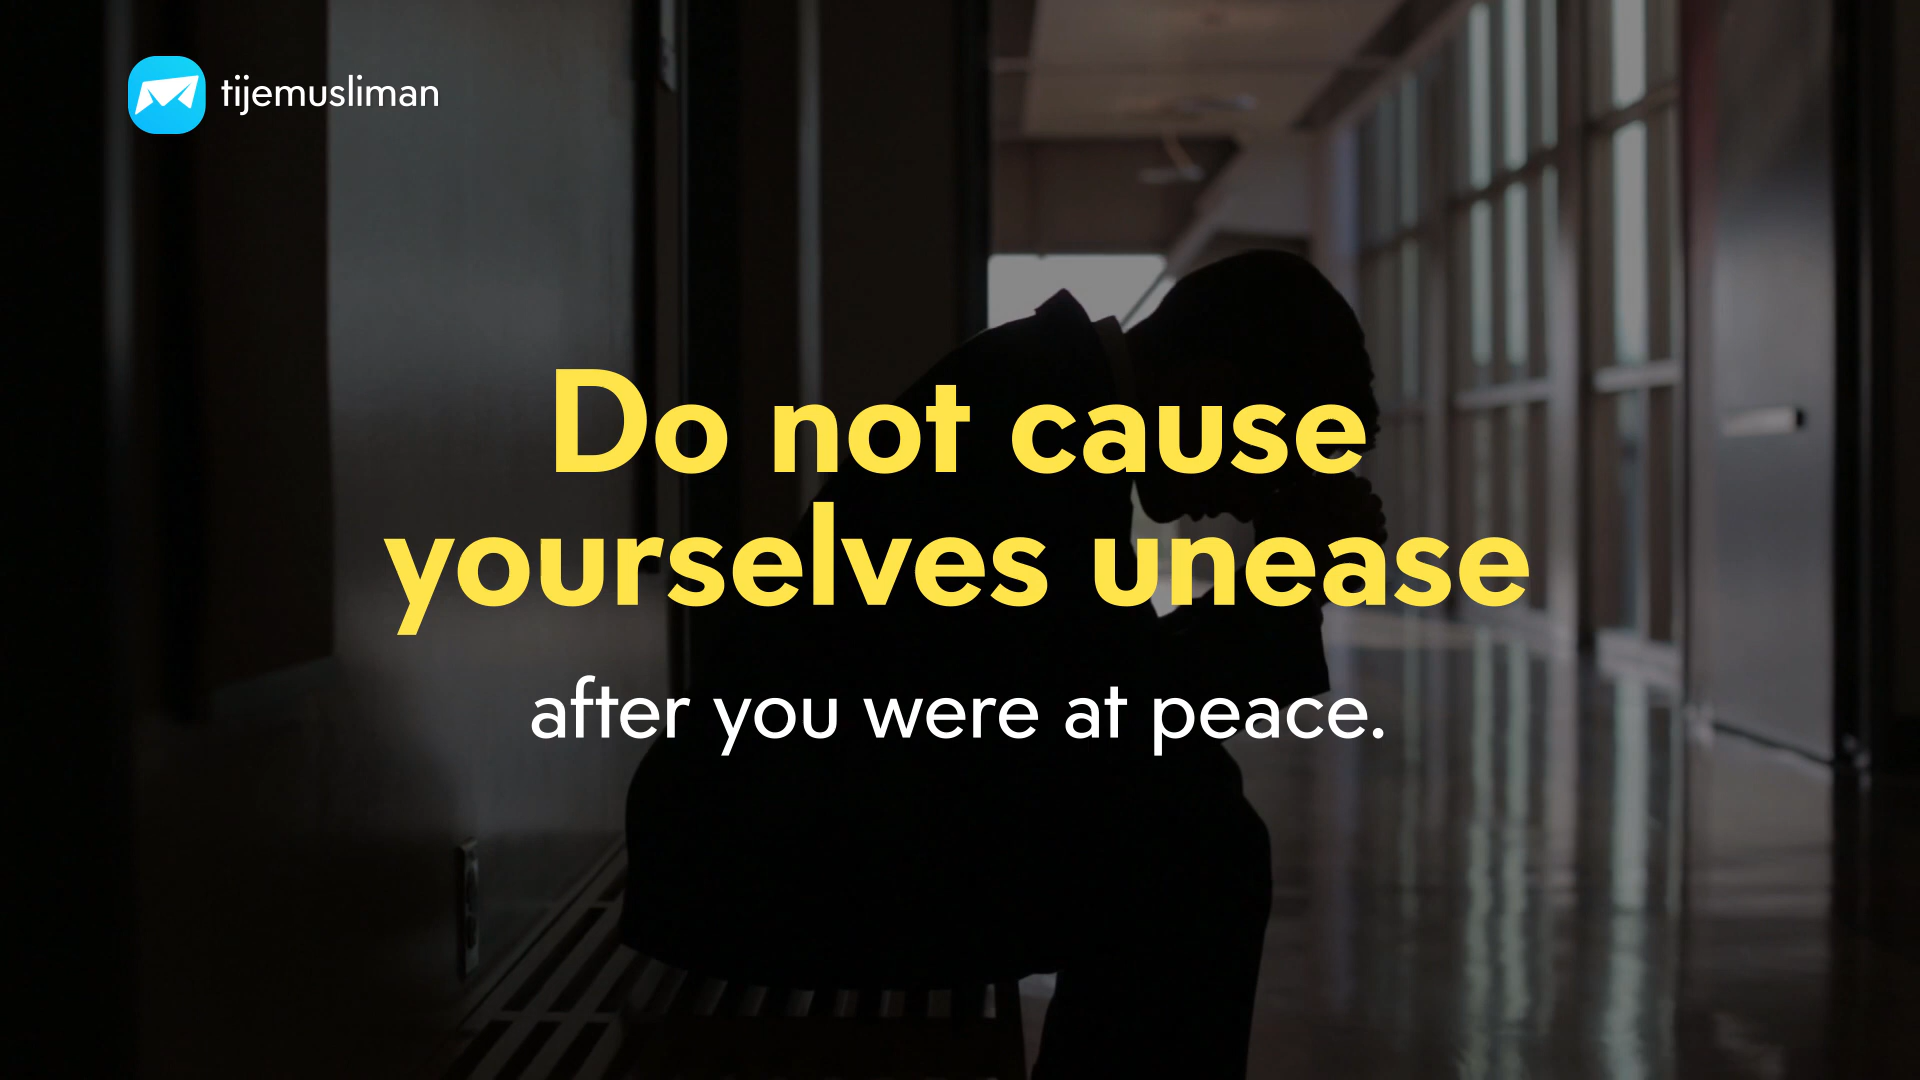 tijemusliman
Do not cause
yourselves unease
after you were at peace.